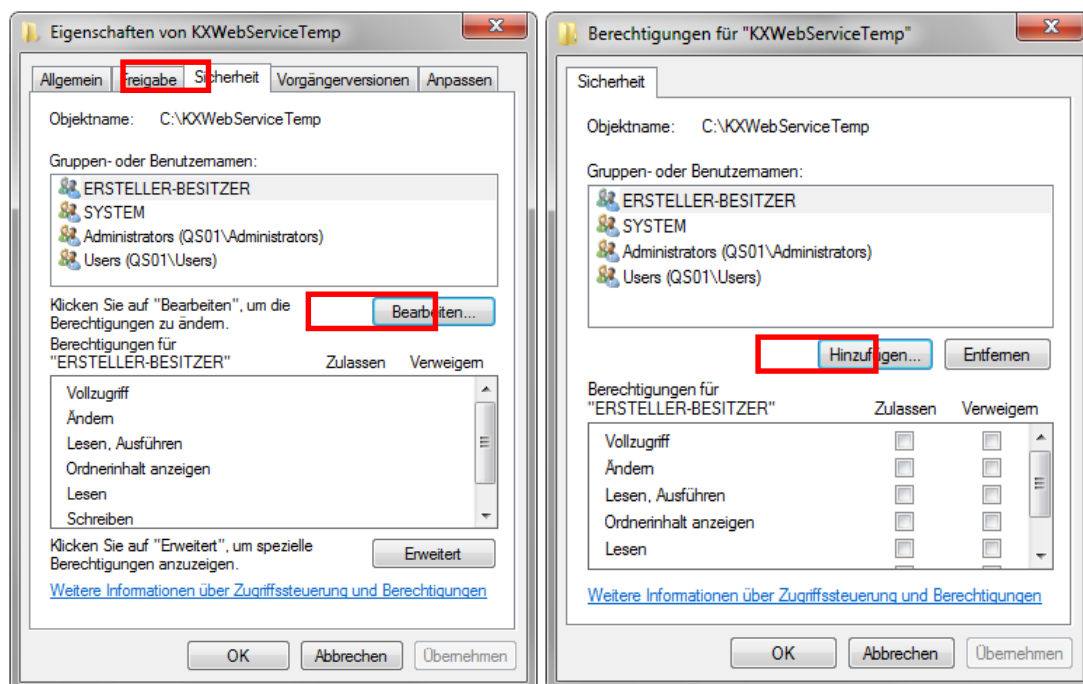 Eigenschaften von KXWebServiceTemp
Allgemein Freigabe Sicherheit Vorgängerversionen Anpassen
Objektname: C:\KXWebServiceTemp
Gruppen- oder Benutzernamen:
ERSTELLER-BESITZER
SYSTEM
Administrators (QS01\Administrators)
Users (QS01\Users)
Klicken Sie auf "Bearbeiten", um die
Berechtigungen zu ändern.
Bearbeiten...
Berechtigungen für
"ERSTELLER-BESITZER" Zulassen Verweigern
Vollzugriff
Ändern
Lesen, Ausführen
Ordnerinhalt anzeigen
Lesen
Schreiben
Klicken Sie auf "Erweitert", um spezielle
Berechtigungen anzuzeigen.
Erweitert
Weitere Informationen über Zugriffssteuerung und Berechtigungen
OK Abbrechen Übernehmen
Berechtigungen für "KXWebServiceTemp"
Sicherheit
Objektname: C:\KXWebServiceTemp
Gruppen- oder Benutzernamen:
ERSTELLER-BESITZER
SYSTEM
Administrators (QS01\Administrators)
Users (QS01\Users)
Hinzufügen... Entfernen
Berechtigungen für
"ERSTELLER-BESITZER" Zulassen Verweigern
Vollzugriff
Ändern
Lesen, Ausführen
Ordnerinhalt anzeigen
Lesen
Weitere Informationen über Zugriffssteuerung und Berechtigungen
OK Abbrechen Übernehmen